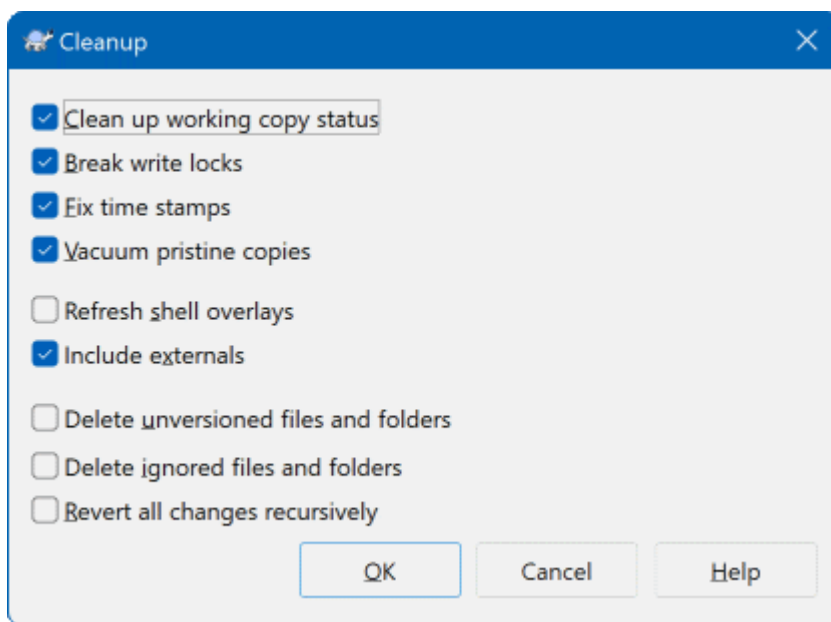 Cleanup
Clean up working copy status
Break write locks
Fix time stamps
Vacuum pristine copies
Refresh shell overlays
Include externals
Delete unversioned files and folders
Delete ignored files and folders
Revert all changes recursively
OK Cancel Help